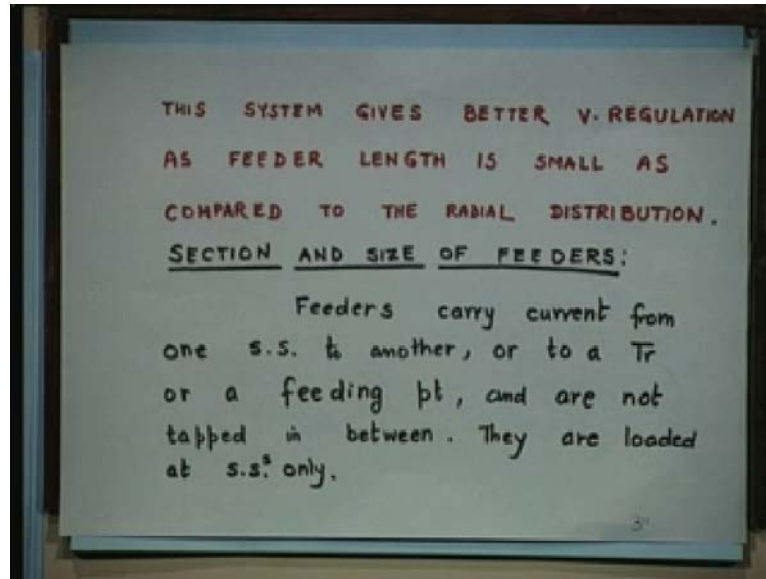 THIS SYSTEM GIVES BETTER V. REGULATION
AS FEEDER LENGTH IS SMALL AS
COMPARED TO THE RADIAL DISTRIBUTION.
SECTION AND SIZE OF FEEDERS:
Feeders carry current from
one s.s. to another, or to a Tr
or a feeding pt, and are not
tapped in between. They are loaded
at s.s.s only.